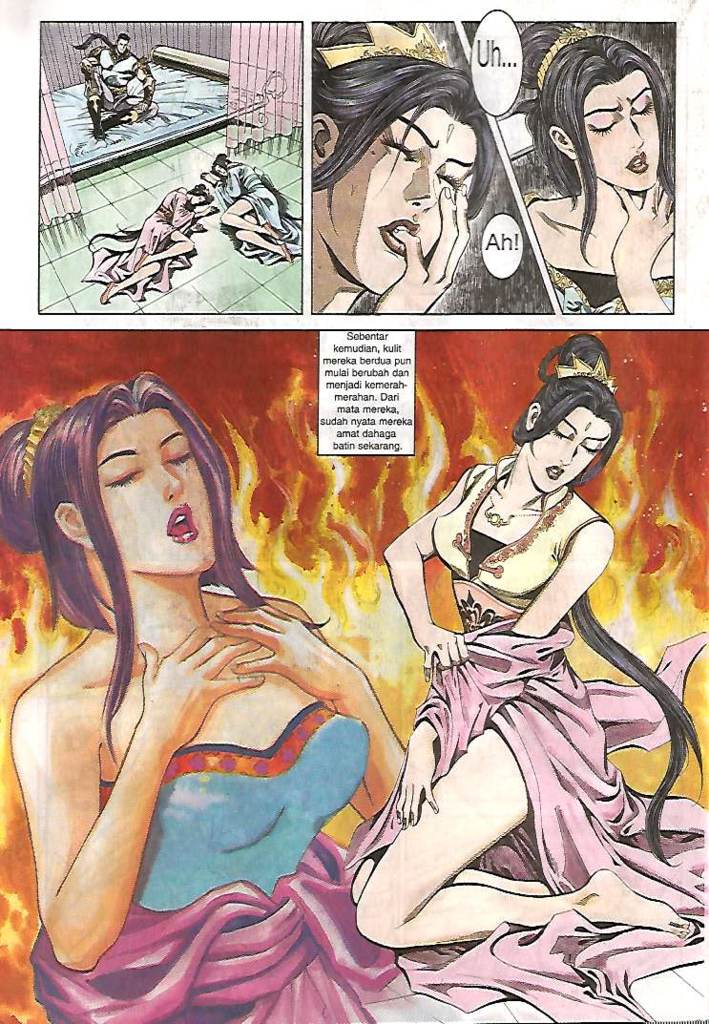 Uh...
Ah!
Sebentar
kemudian, kulit
mereka berdua pun
mulai berubah dan
menjadi kemerah-
merahan. Dari
mata mereka,
sudah nyata mereka
amat dahaga
batin sekarang.